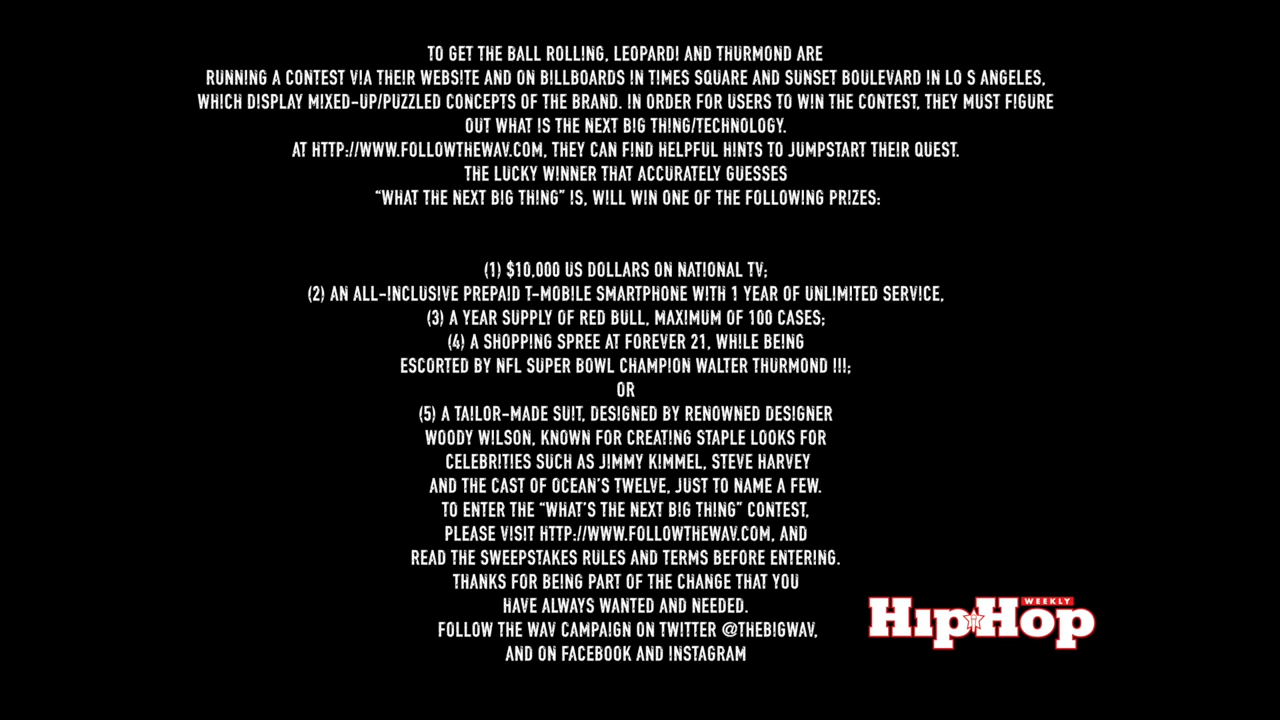 TO GET THE BALL ROLLING, LEOPARDI AND THURMOND ARE
RUNNING A CONTEST VIA THEIR WEBSITE AND ON BILLBOARDS IN TIMES SQUARE AND SUNSET BOULEVARD IN LO S ANGELES,
WHICH DISPLAY MIXED-UP/PUZZLED CONCEPTS OF THE BRAND. IN ORDER FOR USERS TO WIN THE CONTEST, THEY MUST FIGURE
OUT WHAT IS THE NEXT BIG THING/TECHNOLOGY.
AT HTTP://WWW.FOLLOWTHEWAV.COM, THEY CAN FIND HELPFUL HINTS TO JUMPSTART THEIR QUEST.
THE LUCKY WINNER THAT ACCURATELY GUESSES
“WHAT THE NEXT BIG THING” IS, WILL WIN ONE OF THE FOLLOWING PRIZES:
(1) $10,000 US DOLLARS ON NATIONAL TV;
(2) AN ALL-INCLUSIVE PREPAID T-MOBILE SMARTPHONE WITH 1 YEAR OF UNLIMITED SERVICE,
(3) A YEAR SUPPLY OF RED BULL, MAXIMUM OF 100 CASES;
(4) A SHOPPING SPREE AT FOREVER 21, WHILE BEING
ESCORTED BY NFL SUPER BOWL CHAMPION WALTER THURMOND !!!;
OR
(5) A TAILOR-MADE SUIT, DESIGNED BY RENOWNED DESIGNER
WOODY WILSON, KNOWN FOR CREATING STAPLE LOOKS FOR
CELEBRITIES SUCH AS JIMMY KIMMEL, STEVE HARVEY
AND THE CAST OF OCEAN'S TWELVE, JUST TO NAME A FEW.
TO ENTER THE “WHAT'S THE NEXT BIG THING” CONTEST,
PLEASE VISIT HTTP://WWW.FOLLOWTHEWAV.COM, AND
READ THE SWEEPSTAKES RULES AND TERMS BEFORE ENTERING.
THANKS FOR BEING PART OF THE CHANGE THAT YOU
HAVE ALWAYS WANTED AND NEEDED.
FOLLOW THE WAV CAMPAIGN ON TWITTER @THEBIGWAV,
AND ON FACEBOOK AND INSTAGRAM
WEEKLY
HIPHOP